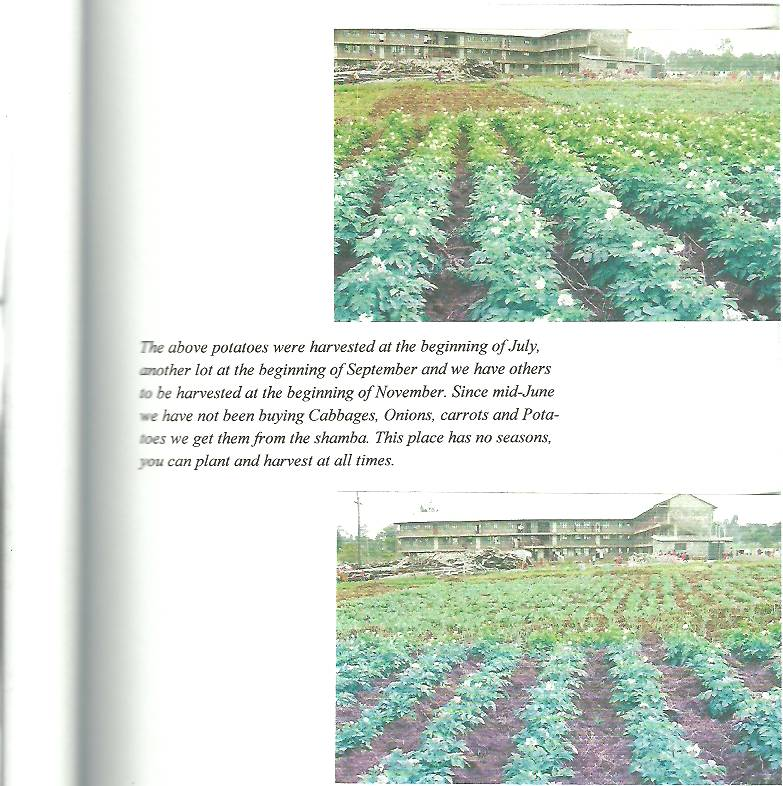 The above potatoes were harvested at the beginning of July,
another lot at the beginning of September and we have others
to be harvested at the beginning of November. Since mid-June
we have not been buying Cabbages, Onions, carrots and Pota-
toes we get them from the shamba. This place has no seasons,
you can plant and harvest at all times.